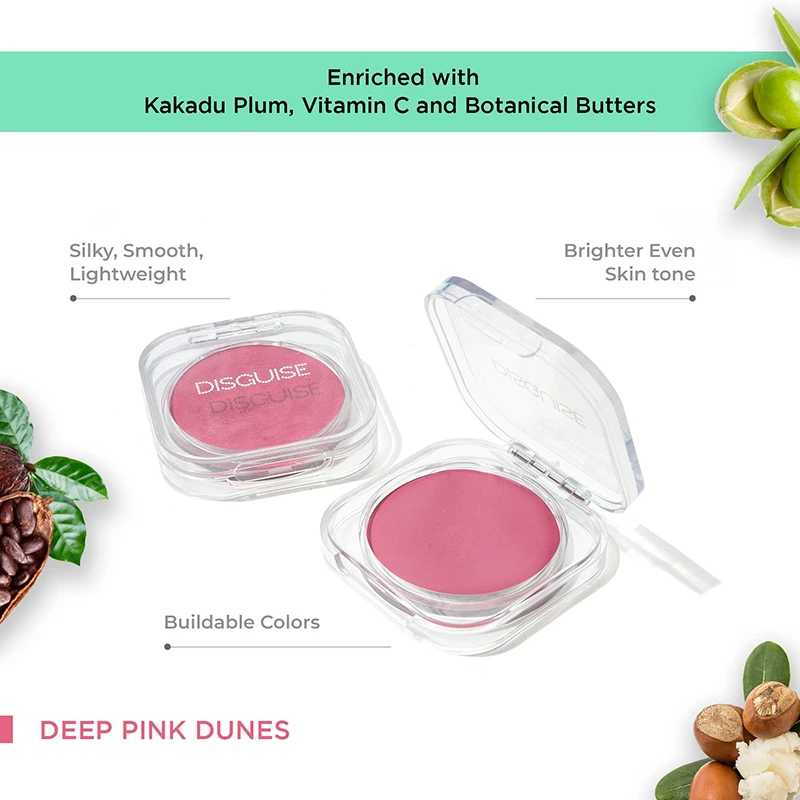 Enriched with
Kakadu Plum, Vitamin C and Botanical Butters
Silky, Smooth,
Lightweight
Brighter Even
Skin tone
DISGUISE
DISGUISE
Buildable Colors
DEEP PINK DUNES